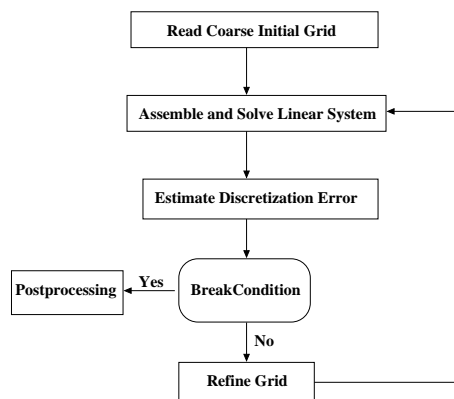 Read Coarse Initial Grid
Assemble and Solve Linear System
Estimate Discretization Error
BreakCondition
Yes
Postprocessing
No
Refine Grid